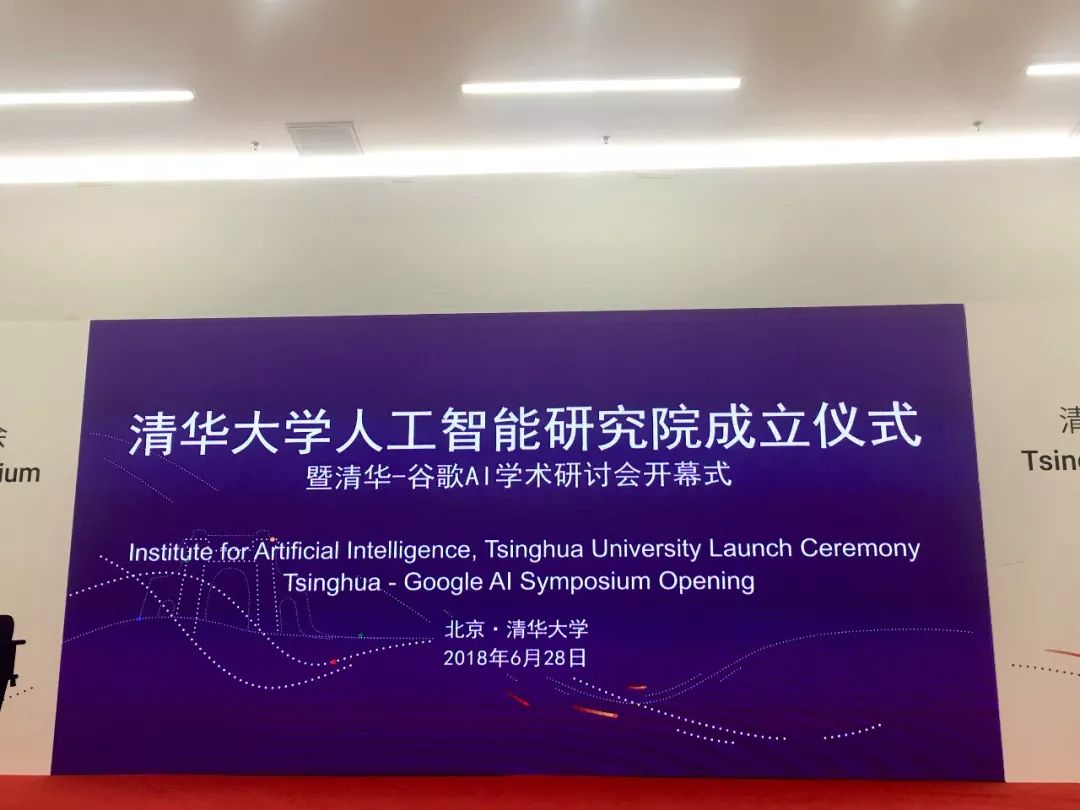 清华大学人工智能研究院成立仪式
暨清华-谷歌AI学术研讨会开幕式
Institute for Artificial Intelligence, Tsinghua University Launch Ceremony
Tsinghua - Google AI Symposium Opening
北京·清华大学
2018年6月28日